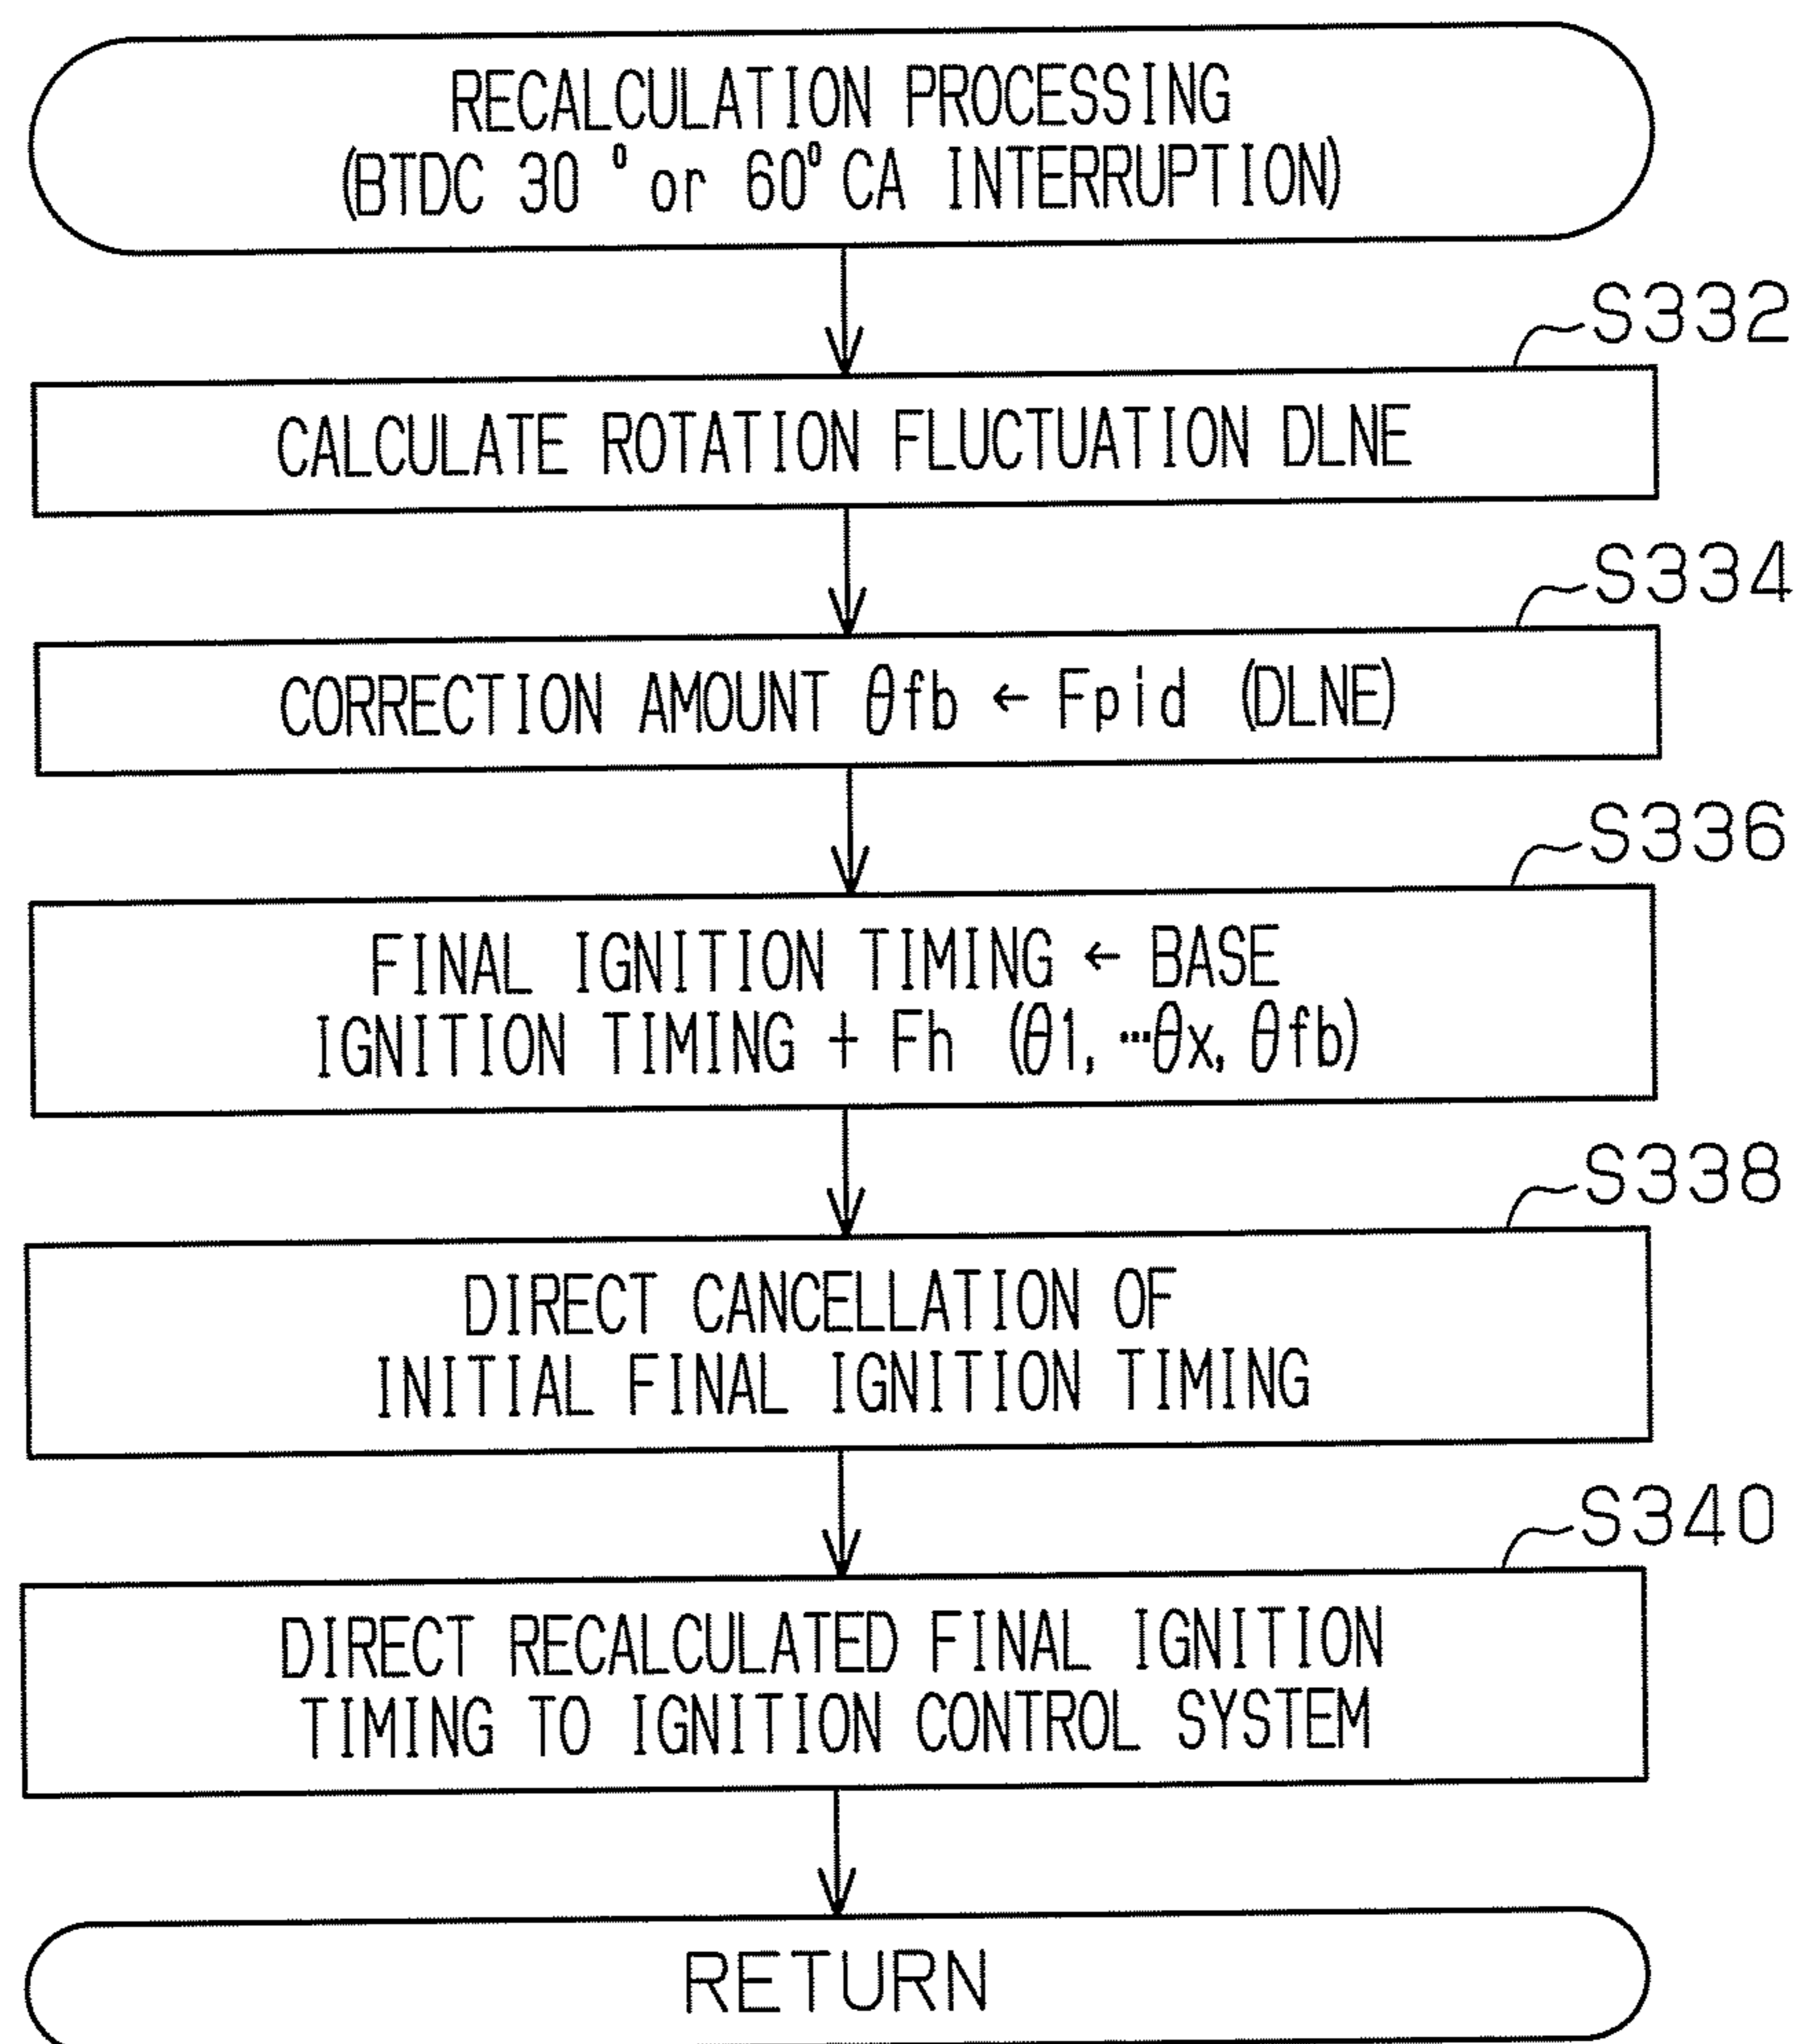 RECALCULATION PROCESSING
(BTDC 30° or 60° CA INTERRUPTION)
S332
CALCULATE ROTATION FLUCTUATION DLNE
S334
CORRECTION AMOUNT θfb ← Fpid (DLNE)
S336
FINAL IGNITION TIMING ← BASE
IGNITION TIMING + Fh (θ1, …θx, θfb)
S338
DIRECT CANCELLATION OF
INITIAL FINAL IGNITION TIMING
S340
DIRECT RECALCULATED FINAL IGNITION
TIMING TO IGNITION CONTROL SYSTEM
RETURN